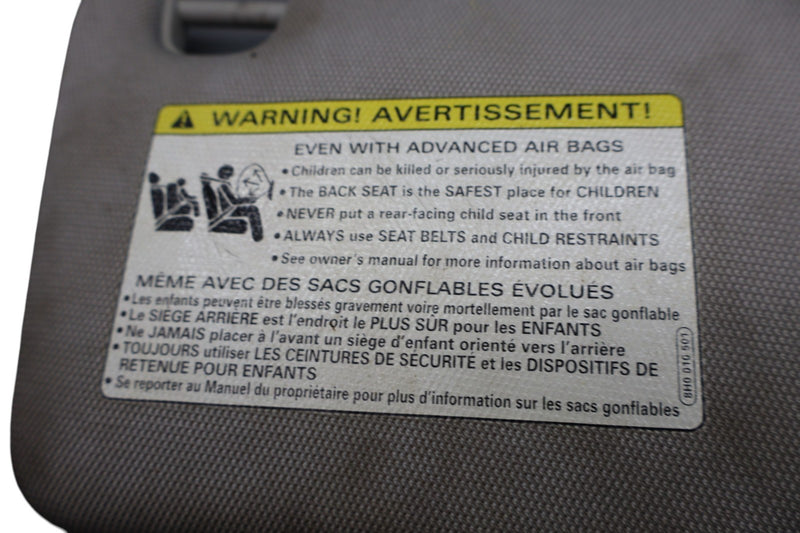 WARNING! AVERTISSEMENT!
EVEN WITH ADVANCED AIR BAGS
• Children can be killed or seriously injured by the air bag
• The BACK SEAT is the SAFEST place for CHILDREN
• NEVER put a rear-facing child seat in the front
• ALWAYS use SEAT BELTS and CHILD RESTRAINTS
• See owner's manual for more information about air bags
MÊME AVEC DES SACS GONFLABLES ÉVOLUÉS
• Les enfants peuvent être blessés gravement voire mortellement par le sac gonflable
• Le SIÈGE ARRIÈRE est l'endroit le PLUS SÛR pour les ENFANTS
• Ne JAMAIS placer à l'avant un siège d'enfant orienté vers l'arrière
• TOUJOURS utiliser LES CEINTURES DE SÉCURITÉ et les DISPOSITIFS DE
RETENUE POUR ENFANTS
• Se reporter au Manuel du propriétaire pour plus d'information sur les sacs gonflables
8H0 010 501